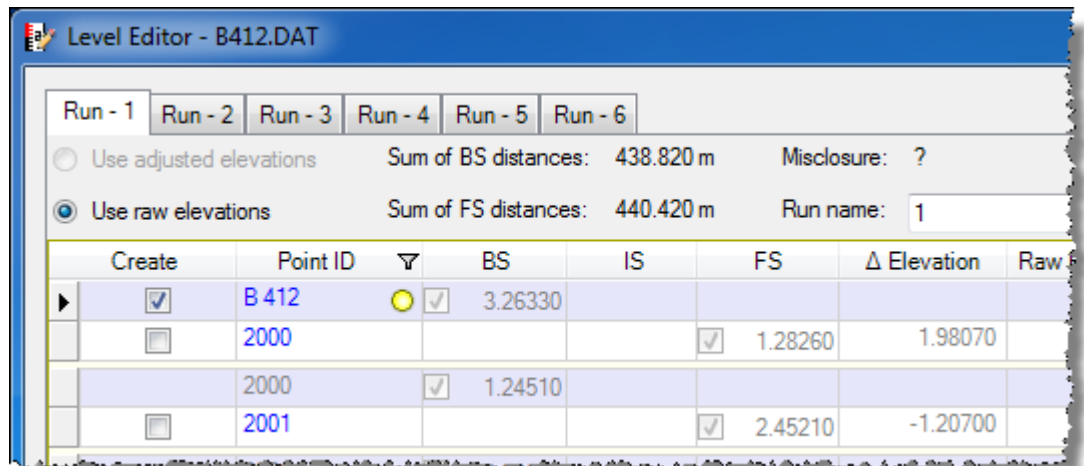 Level Editor - B412.DAT
Run - 1 Run - 2 Run - 3 Run - 4 Run - 5 Run - 6
Use adjusted elevations Sum of BS distances: 438.820 m Misclosure: ?
Use raw elevations Sum of FS distances: 440.420 m Run name: 1
Create Point ID BS IS FS Δ Elevation Raw
B 412 3.26330
2000 1.28260 1.98070
2000 1.24510
2001 2.45210 -1.20700